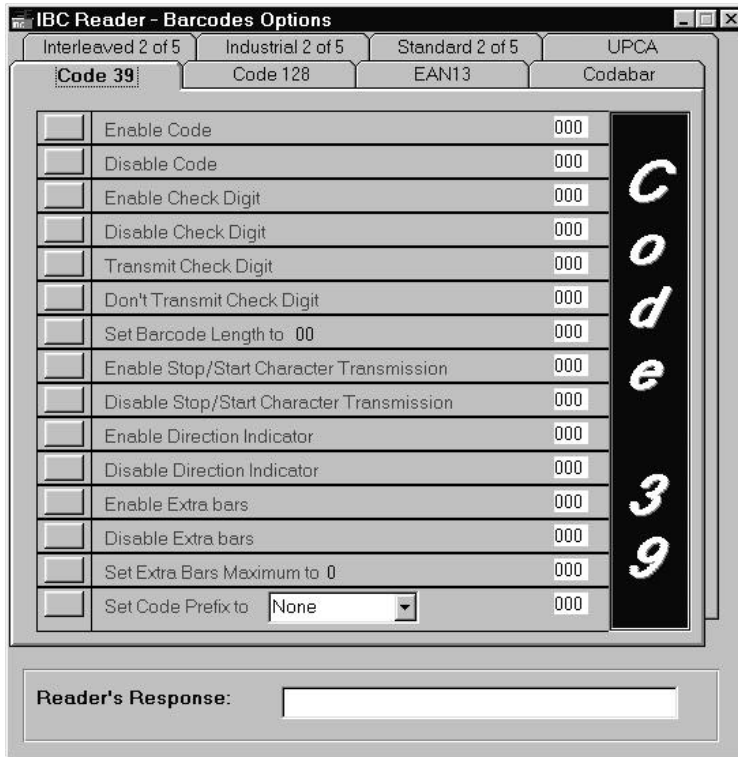 IBC Reader - Barcodes Options
Interleaved 2 of 5 Industrial 2 of 5 Standard 2 of 5 UPCA
Code 39 Code 128 EAN13 Codabar
Enable Code 000
Disable Code 000
Enable Check Digit 000
Disable Check Digit 000
Transmit Check Digit 000
Don't Transmit Check Digit 000
Set Barcode Length to 00 000
Enable Stop/Start Character Transmission 000
Disable Stop/Start Character Transmission 000
Enable Direction Indicator 000
Disable Direction Indicator 000
Enable Extra bars 000
Disable Extra bars 000
Set Extra Bars Maximum to 0 000
Set Code Prefix to None 000
Code 39
Reader's Response: